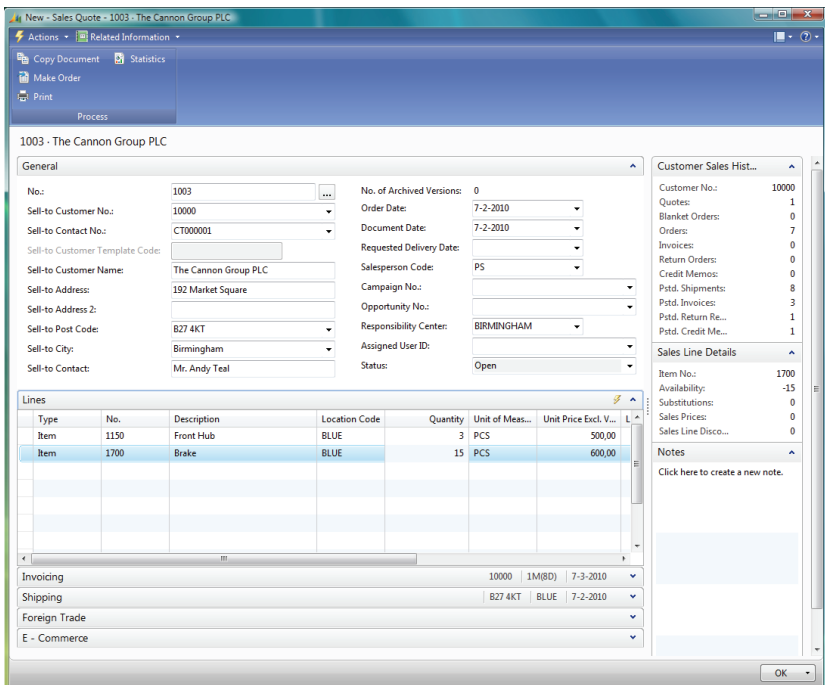 New - Sales Quote - 1003 · The Cannon Group PLC
Actions Related Information
Copy Document Statistics
Make Order
Print
Process
1003 · The Cannon Group PLC
General
No.: 1003 ...
Sell-to Customer No.: 10000
Sell-to Contact No.: CT000001
Sell-to Customer Template Code:
Sell-to Customer Name: The Cannon Group PLC
Sell-to Address: 192 Market Square
Sell-to Address 2:
Sell-to Post Code: B27 4KT
Sell-to City: Birmingham
Sell-to Contact: Mr. Andy Teal
No. of Archived Versions: 0
Order Date: 7-2-2010
Document Date: 7-2-2010
Requested Delivery Date:
Salesperson Code: PS
Campaign No.:
Opportunity No.:
Responsibility Center: BIRMINGHAM
Assigned User ID:
Status: Open
Lines
Type No. Description Location Code Quantity Unit of Meas... Unit Price Excl. V... L
Item 1150 Front Hub BLUE 3 PCS 500,00
Item 1700 Brake BLUE 15 PCS 600,00
Invoicing 10000 1M(8D) 7-3-2010
Shipping B27 4KT BLUE 7-2-2010
Foreign Trade
E - Commerce
Customer Sales Hist...
Customer No.: 10000
Quotes: 1
Blanket Orders: 0
Orders: 7
Invoices: 0
Return Orders: 0
Credit Memos: 0
Pstd. Shipments: 8
Pstd. Invoices: 3
Pstd. Return Re... 1
Pstd. Credit Me... 1
Sales Line Details
Item No.: 1700
Availability: -15
Substitutions: 0
Sales Prices: 0
Sales Line Disco... 0
Notes
Click here to create a new note.
OK